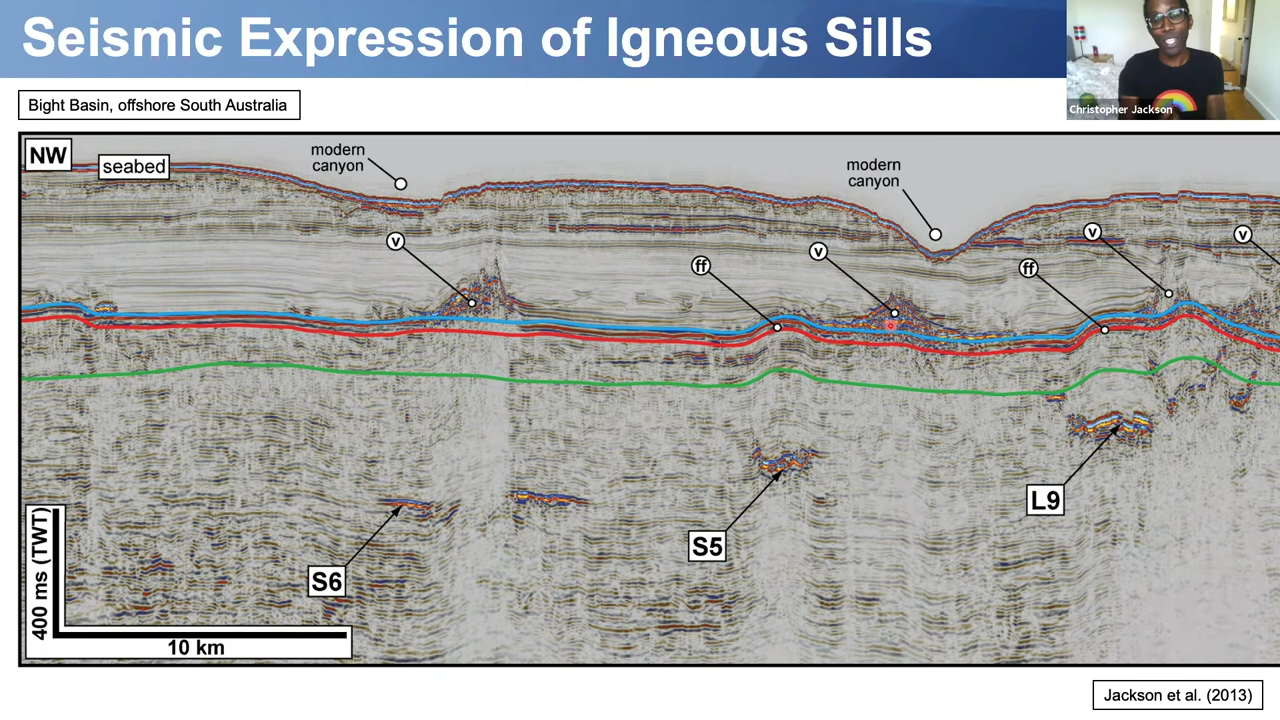 Seismic Expression of Igneous Sills
Christopher Jackson
Bight Basin, offshore South Australia
NW
seabed
modern
canyon
modern
canyon
v
v
v
v
ff
ff
S6
S5
L9
400 ms (TWT)
10 km
Jackson et al. (2013)